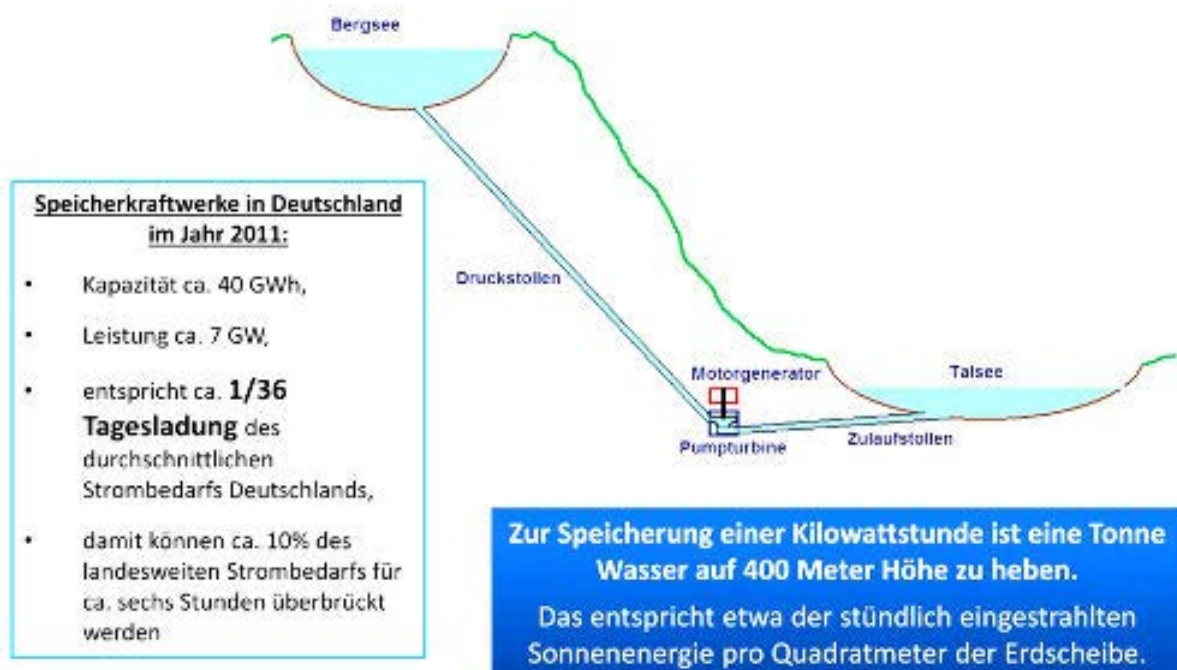 Bergsee
Speicherkraftwerke in Deutschland
im Jahr 2011:
• Kapazität ca. 40 GWh,
• Leistung ca. 7 GW,
• entspricht ca. 1/36
Tagesladung des
durchschnittlichen
Strombedarfs Deutschlands,
• damit können ca. 10% des
landesweiten Strombedarfs für
ca. sechs Stunden überbrückt
werden
Druckstollen
Motorgenerator
Talsee
Pumpturbine
Zulaufstollen
Zur Speicherung einer Kilowattstunde ist eine Tonne
Wasser auf 400 Meter Höhe zu heben.
Das entspricht etwa der stündlich eingestrahlten
Sonnenenergie pro Quadratmeter der Erdscheibe.